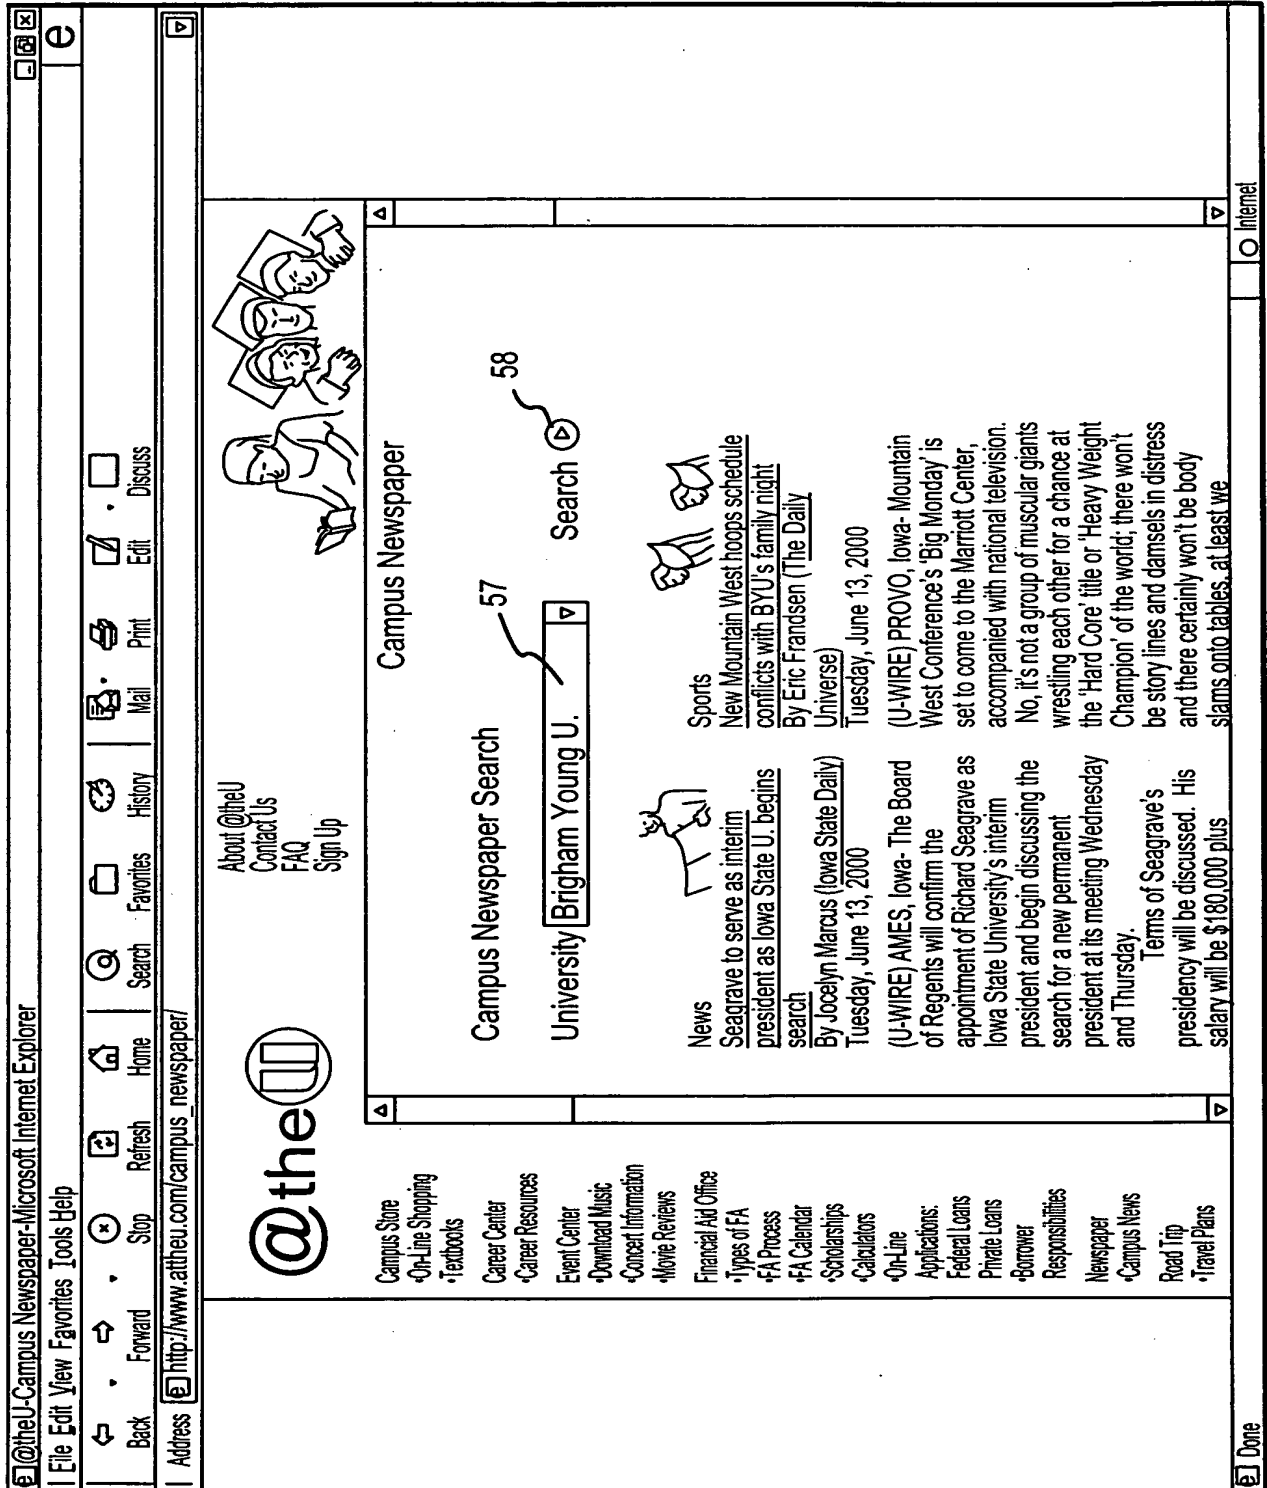 e @theU-Campus Newspaper-Microsoft Internet Explorer
File Edit View Favorites Tools Help
e
Back Forward Stop Refresh Home Search Favorites History Mail Print Edit Discuss
Address e http://www.attheu.com/campus_newspaper/
@the U
About @theU
Contact Us
FAQ
Sign Up
Campus Store
•On-Line Shopping
•Textbooks
Career Center
•Career Resources
Event Center
•Download Music
•Concert Information
•Movie Reviews
Financial Aid Office
•Types of FA
•FA Process
•FA Calendar
•Scholarships
•Calculators
•On-Line
Applications:
Federal Loans
Private Loans
•Borrower
Responsibilities
Newspaper
•Campus News
Road Trip
•Travel Plans
Campus Newspaper
Campus Newspaper Search
57
58
University Brigham Young U. Search
News
Seagrave to serve as interim
president as Iowa State U. begins
search
By Jocelyn Marcus (Iowa State Daily)
Tuesday, June 13, 2000
(U-WIRE) AMES, Iowa- The Board
of Regents will confirm the
appointment of Richard Seagrave as
Iowa State University's interim
president and begin discussing the
search for a new permanent
president at its meeting Wednesday
and Thursday.
Terms of Seagrave's
presidency will be discussed. His
salary will be $180,000 plus
Sports
New Mountain West hoops schedule
conflicts with BYU's family night
By Eric Frandsen (The Daily
Universe)
Tuesday, June 13, 2000
(U-WIRE) PROVO, Iowa- Mountain
West Conference's 'Big Monday' is
set to come to the Marriott Center,
accompanied with national television.
No, it's not a group of muscular giants
wrestling each other for a chance at
the 'Hard Core' title or 'Heavy Weight
Champion' of the world; there won't
be story lines and damsels in distress
and there certainly won't be body
slams onto tables, at least we
e Done
Internet